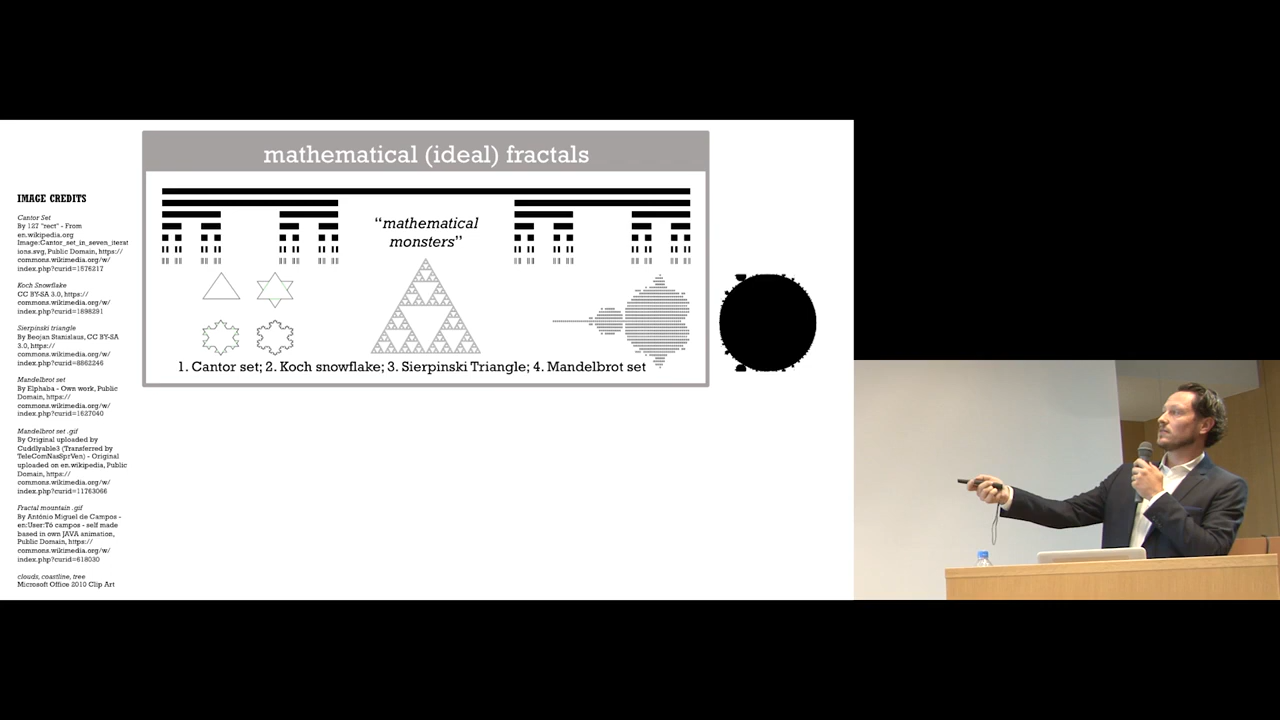 mathematical (ideal) fractals
"mathematical
monsters"
1. Cantor set; 2. Koch snowflake; 3. Sierpinski Triangle; 4. Mandelbrot set
IMAGE CREDITS
Cantor Set
By 127 "rect" - From
en.wikipedia.org
Image:Cantor_set_in_seven_iterat
ions.svg, Public Domain, https://
commons.wikimedia.org/w/
index.php?curid=1576217
Koch Snowflake
CC BY-SA 3.0, https://
commons.wikimedia.org/w/
index.php?curid=1898291
Sierpinski triangle
By Beojan Stanislaus, CC BY-SA
3.0, https://
commons.wikimedia.org/w/
index.php?curid=8862246
Mandelbrot set
By Elphaba - Own work, Public
Domain, https://
commons.wikimedia.org/w/
index.php?curid=1627040
Mandelbrot set .gif
By Original uploaded by
Cuddlyable3 (Transferred by
TeleComNasSprVen) - Original
uploaded on en.wikipedia, Public
Domain, https://
commons.wikimedia.org/w/
index.php?curid=11763066
Fractal mountain .gif
By António Miguel de Campos -
en:User:Tó campos - self made
based in own JAVA animation,
Public Domain, https://
commons.wikimedia.org/w/
index.php?curid=618030
clouds, coastline, tree
Microsoft Office 2010 Clip Art